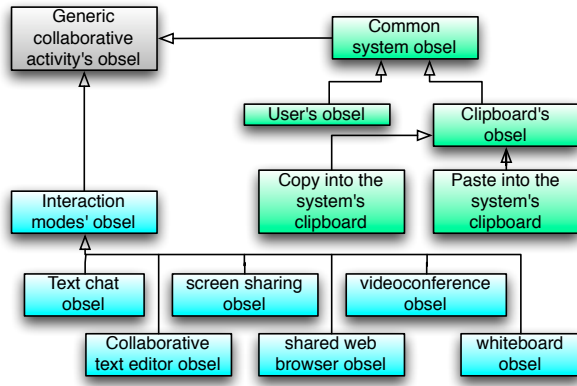 Generic
collaborative
activity's obsel
Common
system obsel
User's obsel
Clipboard's
obsel
Copy into the
system's
clipboard
Paste into the
system's
clipboard
Interaction
modes' obsel
Text chat
obsel
screen sharing
obsel
videoconference
obsel
Collaborative
text editor obsel
shared web
browser obsel
whiteboard
obsel